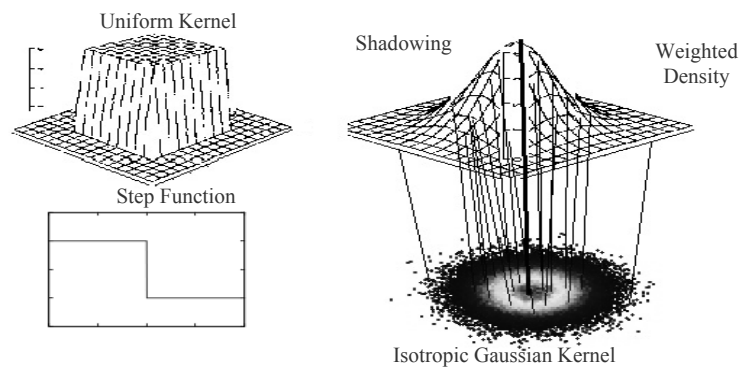 Uniform Kernel
Step Function
Shadowing
Weighted
Density
Isotropic Gaussian Kernel